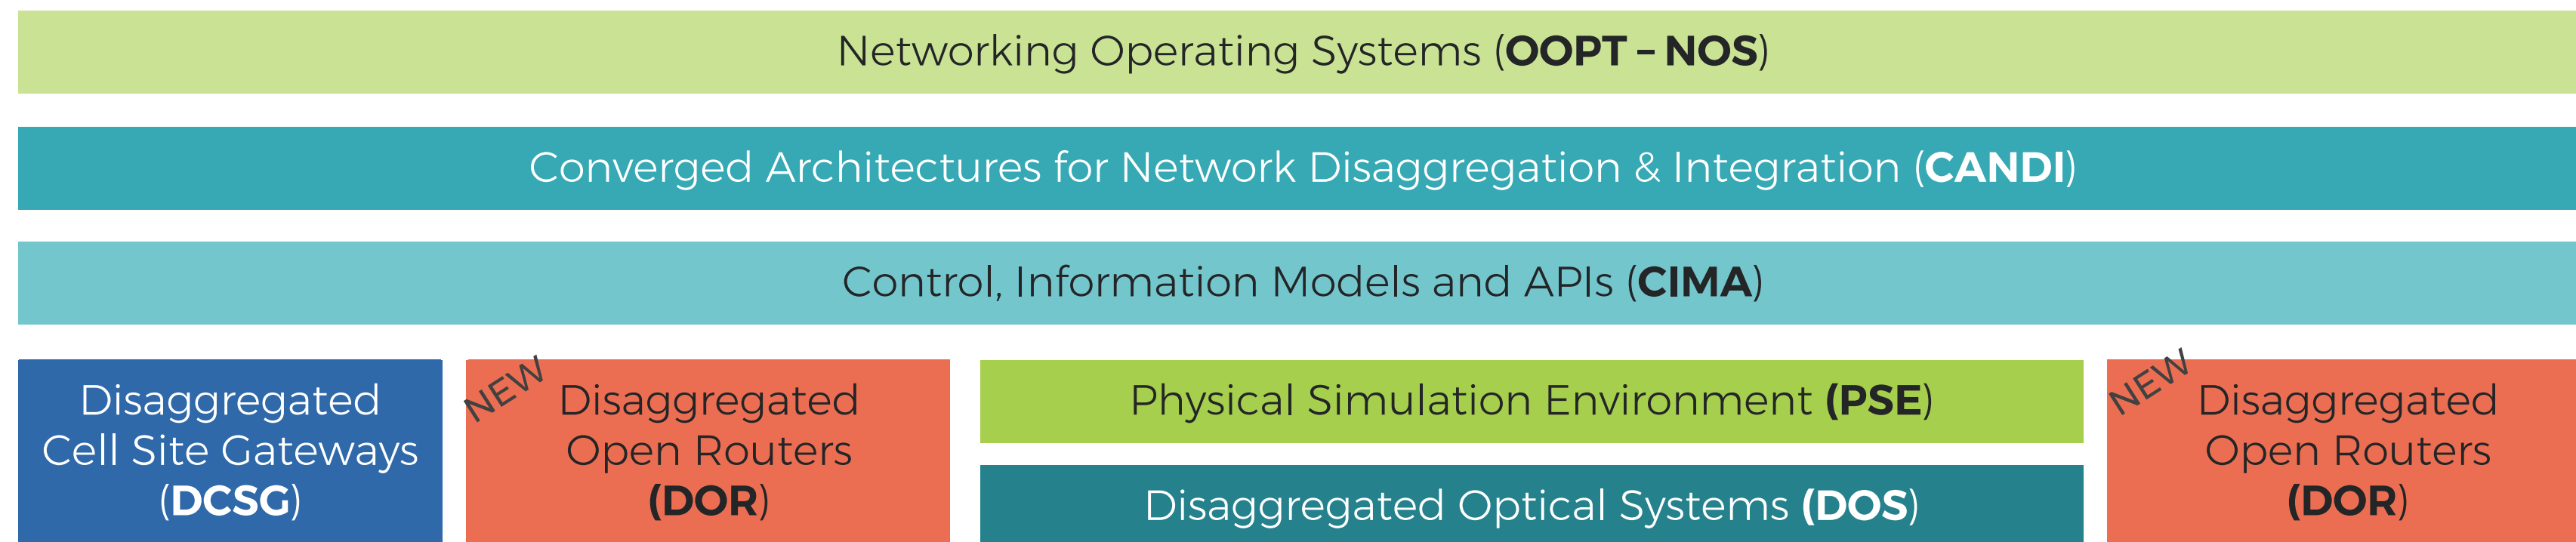 Networking Operating Systems (OOPT – NOS)
Converged Architectures for Network Disaggregation & Integration (CANDI)
Control, Information Models and APIs (CIMA)
Disaggregated
Cell Site Gateways
(DCSG)
NEW
Disaggregated
Open Routers
(DOR)
Physical Simulation Environment (PSE)
Disaggregated Optical Systems (DOS)
NEW
Disaggregated
Open Routers
(DOR)